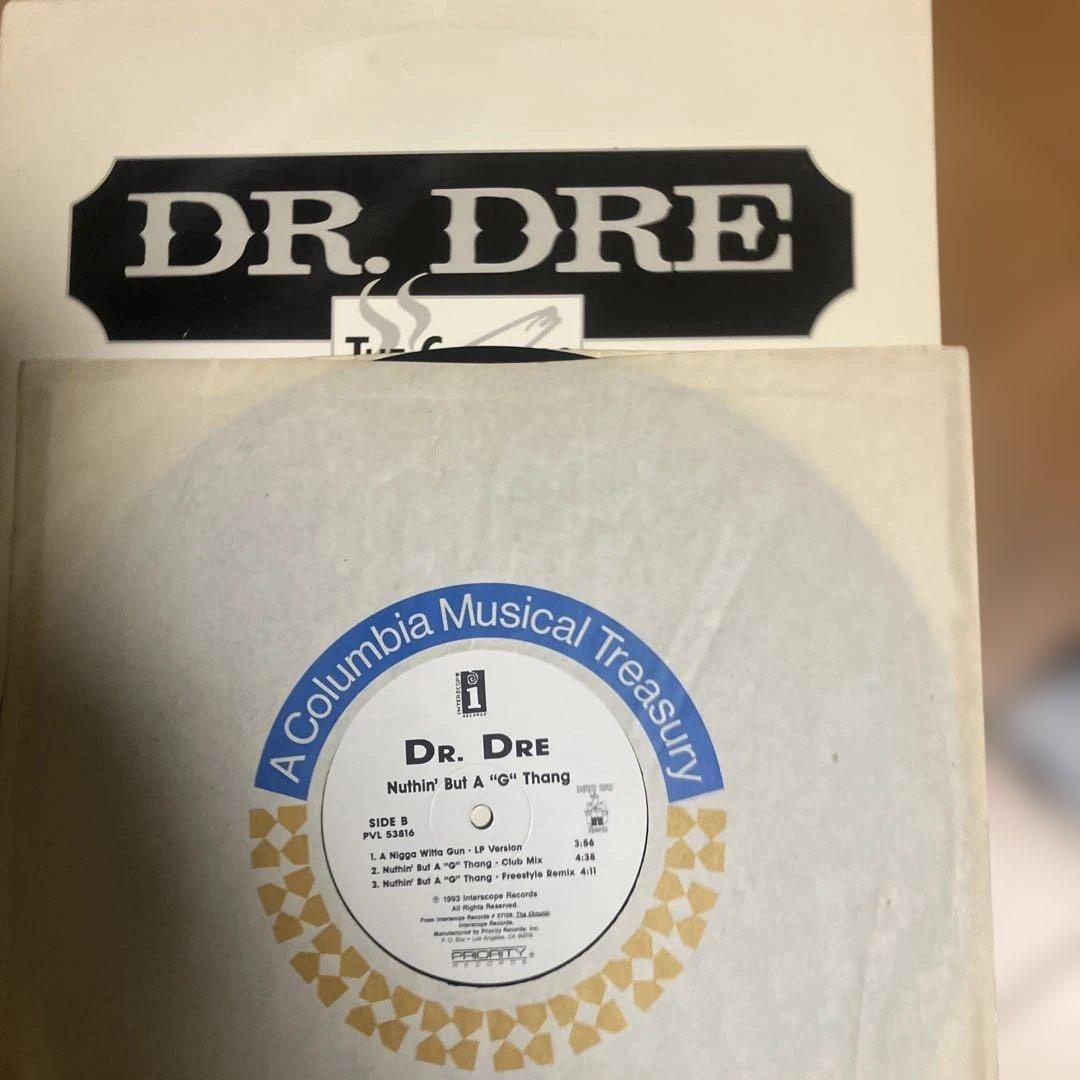 DR. DRE
THE
A Columbia Musical Treasury
INTERSCOPE
RECORDS
DR. DRE
Nuthin' But A "G" Thang
SIDE B
PVL 53816
1. A Nigga Witta Gun - LP Version 3:56
2. Nuthin' But A "G" Thang - Club Mix 4:38
3. Nuthin' But A "G" Thang - Freestyle Remix 4:11
℗ 1993 Interscope Records
All Rights Reserved.
From Interscope Records # 57128, The Chronic
Interscope Records.
Manufactured by Priority Records, Inc.
P.O. Box • Los Angeles, CA
PRIORITY
RECORDS